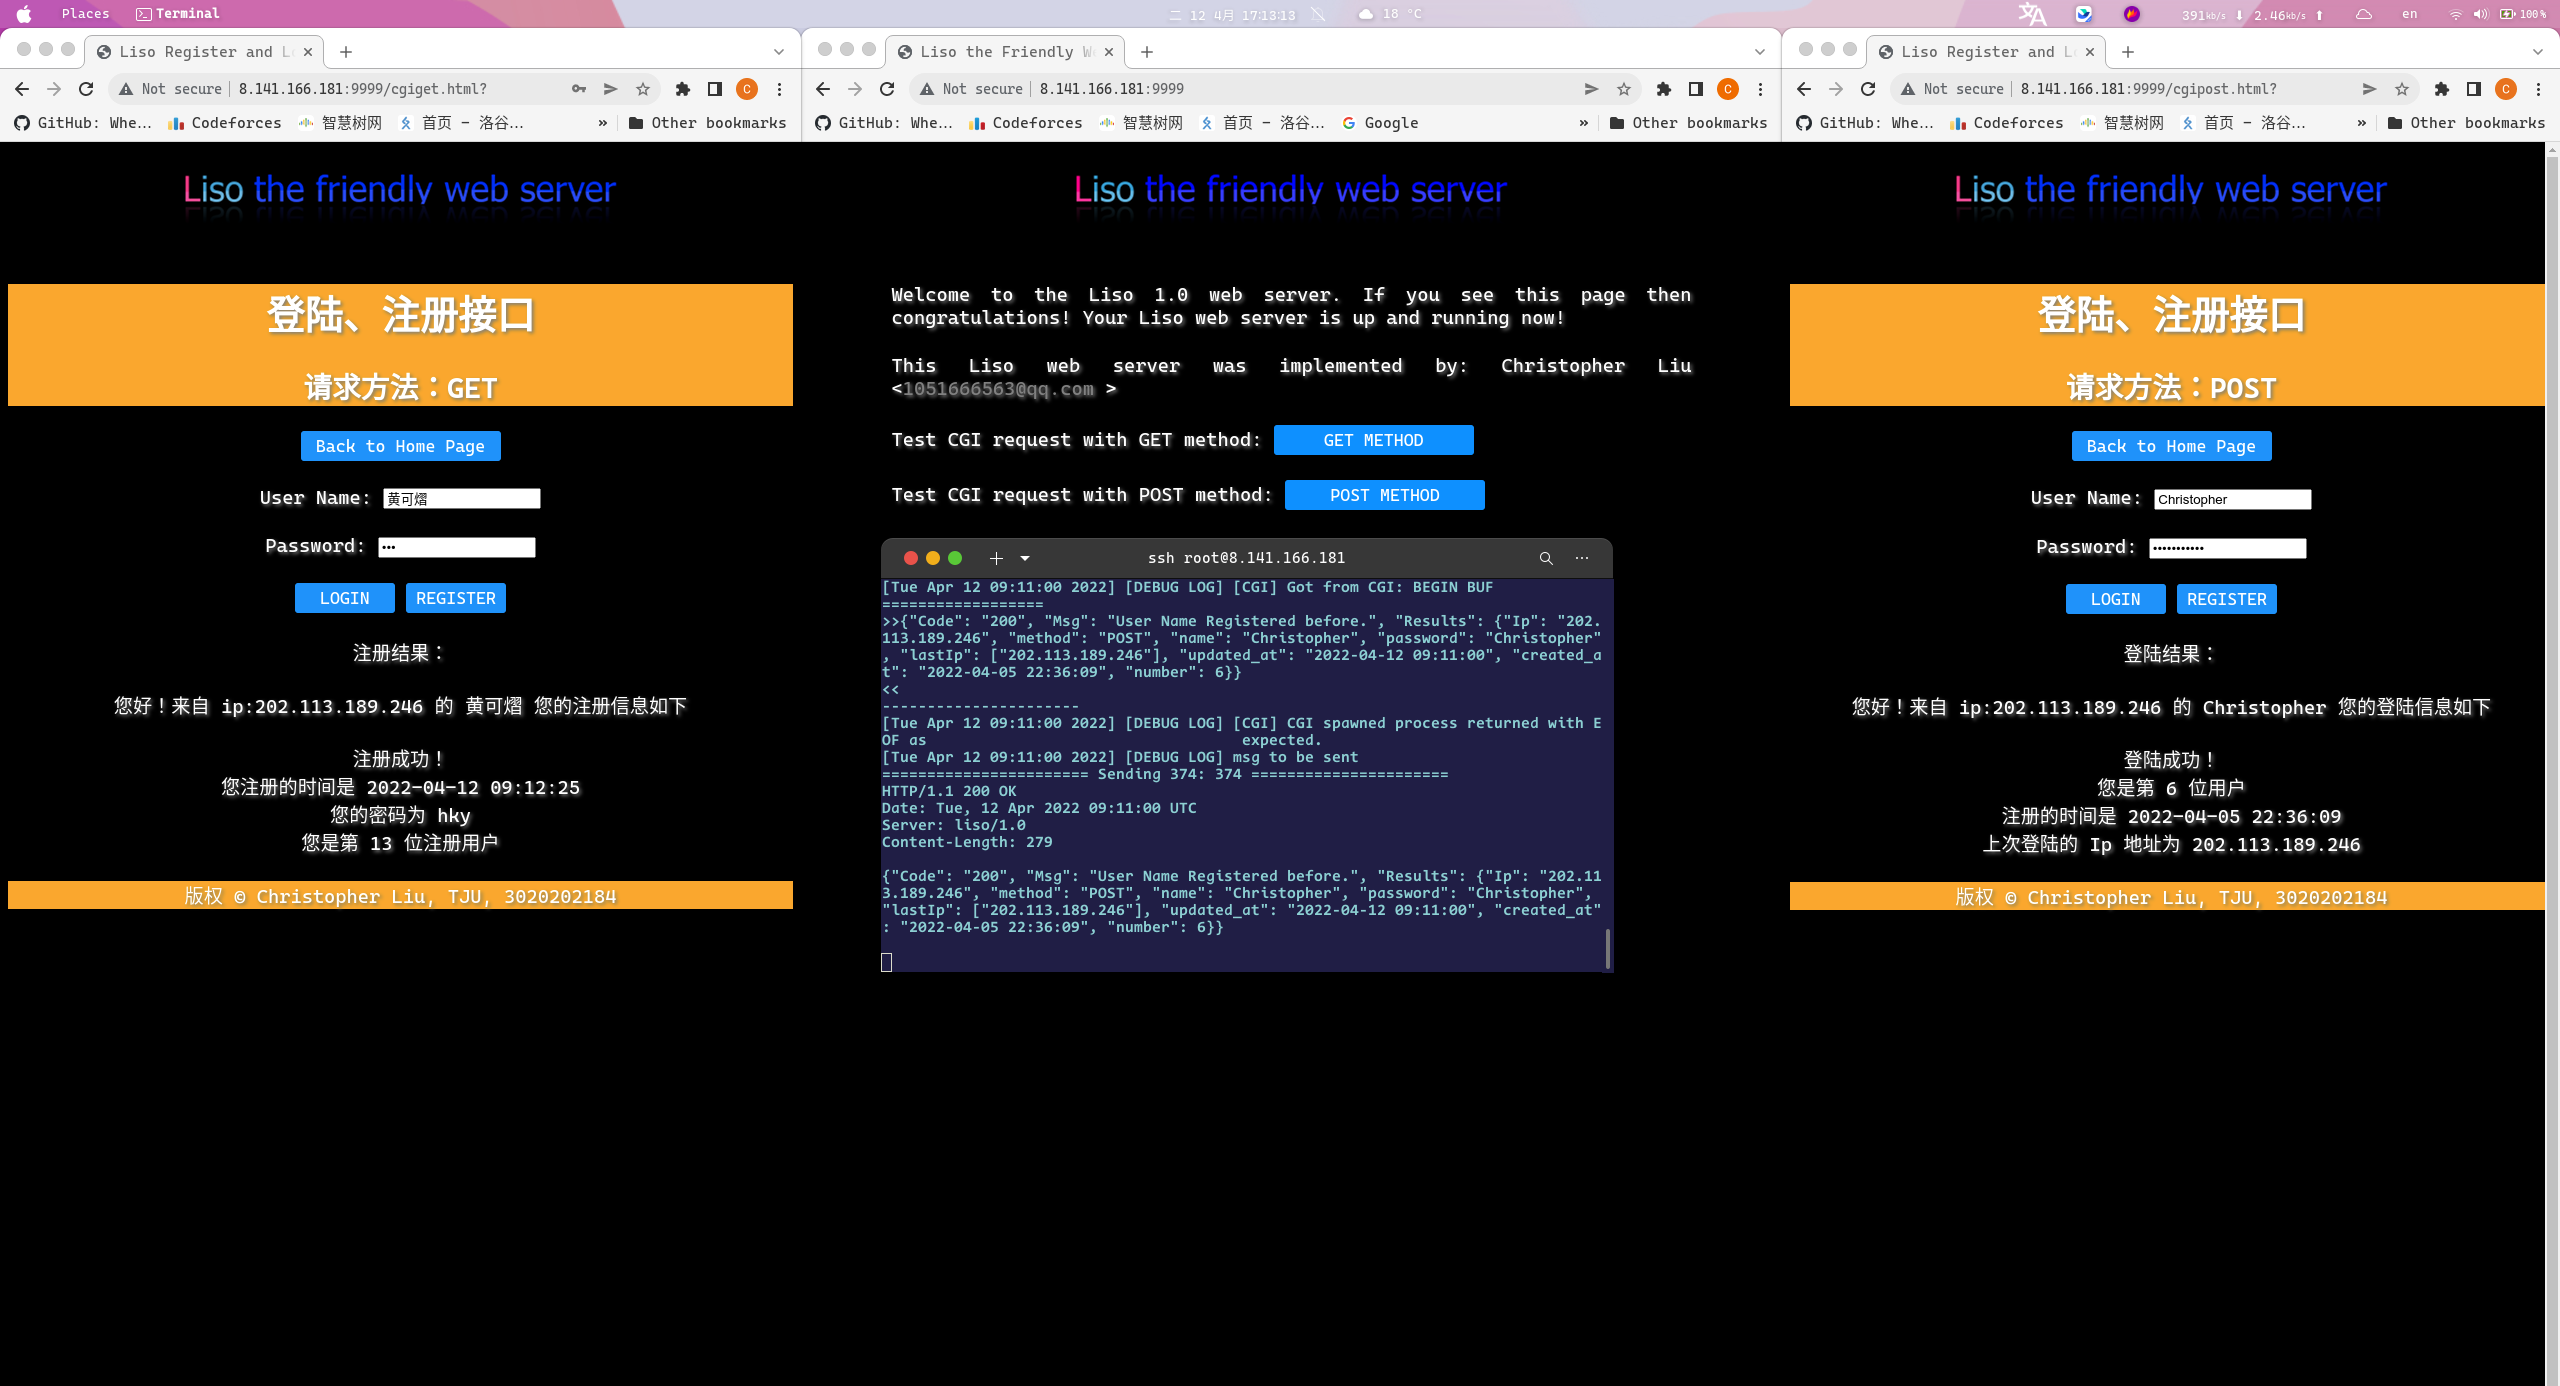 Places
Terminal
二 12 4月 17:13:13
18 °C
391kb/s ⬇ 2.46kb/s ⬆
en
100%
Liso Register and L
Not secure
8.141.166.181:9999/cgiget.html?
GitHub: Whe...
Codeforces
智慧树网
首页 - 洛谷...
»
Other bookmarks
Liso the friendly web server
登陆、注册接口
请求方法：GET
Back to Home Page
User Name: 黄可熠
Password: •••
LOGIN
REGISTER
注册结果：
您好！来自 ip:202.113.189.246 的 黄可熠 您的注册信息如下
注册成功！
您注册的时间是 2022-04-12 09:12:25
您的密码为 hky
您是第 13 位注册用户
版权 © Christopher Liu, TJU, 3020202184
Liso the Friendly W
Not secure
8.141.166.181:9999
C
GitHub: Whe...
Codeforces
智慧树网
首页 - 洛谷...
Google
»
Other bookmarks
Liso the friendly web server
Welcome to the Liso 1.0 web server. If you see this page then
congratulations! Your Liso web server is up and running now!
This Liso web server was implemented by: Christopher Liu
<1051666563@qq.com >
Test CGI request with GET method: GET METHOD
Test CGI request with POST method: POST METHOD
ssh root@8.141.166.181
[Tue Apr 12 09:11:00 2022] [DEBUG LOG] [CGI] Got from CGI: BEGIN BUF
==================
>>{"Code": "200", "Msg": "User Name Registered before.", "Results": {"Ip": "202.
113.189.246", "method": "POST", "name": "Christopher", "password": "Christopher"
, "lastIp": ["202.113.189.246"], "updated_at": "2022-04-12 09:11:00", "created_a
t": "2022-04-05 22:36:09", "number": 6}}
<<
----------------------
[Tue Apr 12 09:11:00 2022] [DEBUG LOG] [CGI] CGI spawned process returned with E
OF as expected.
[Tue Apr 12 09:11:00 2022] [DEBUG LOG] msg to be sent
======================= Sending 374: 374 ======================
HTTP/1.1 200 OK
Date: Tue, 12 Apr 2022 09:11:00 UTC
Server: liso/1.0
Content-Length: 279
{"Code": "200", "Msg": "User Name Registered before.", "Results": {"Ip": "202.11
3.189.246", "method": "POST", "name": "Christopher", "password": "Christopher",
"lastIp": ["202.113.189.246"], "updated_at": "2022-04-12 09:11:00", "created_at"
: "2022-04-05 22:36:09", "number": 6}}
Liso Register and L
Not secure
8.141.166.181:9999/cgipost.html?
C
GitHub: Whe...
Codeforces
智慧树网
首页 - 洛谷...
»
Other bookmarks
Liso the friendly web server
登陆、注册接口
请求方法：POST
Back to Home Page
User Name: Christopher
Password: •••••••••••
LOGIN
REGISTER
登陆结果：
您好！来自 ip:202.113.189.246 的 Christopher 您的登陆信息如下
登陆成功！
您是第 6 位用户
注册的时间是 2022-04-05 22:36:09
上次登陆的 Ip 地址为 202.113.189.246
版权 © Christopher Liu, TJU, 3020202184